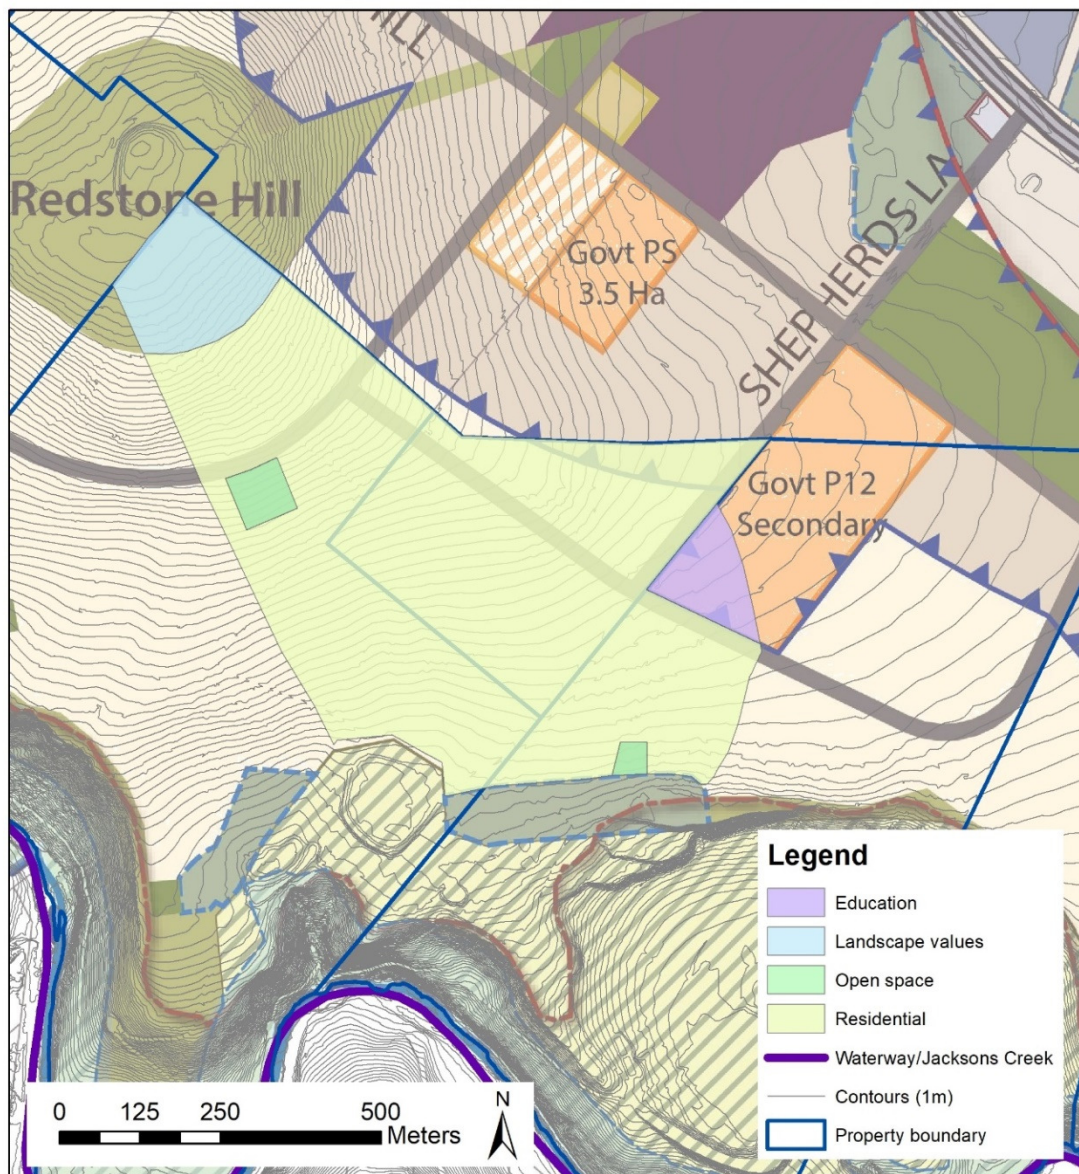 HILL
Redstone Hill
Govt PS
3.5 Ha
SHEPHERDS LA
Govt P12
Secondary
Legend
Education
Landscape values
Open space
Residential
Waterway/Jacksons Creek
Contours (1m)
Property boundary
0 125 250 500
Meters
N